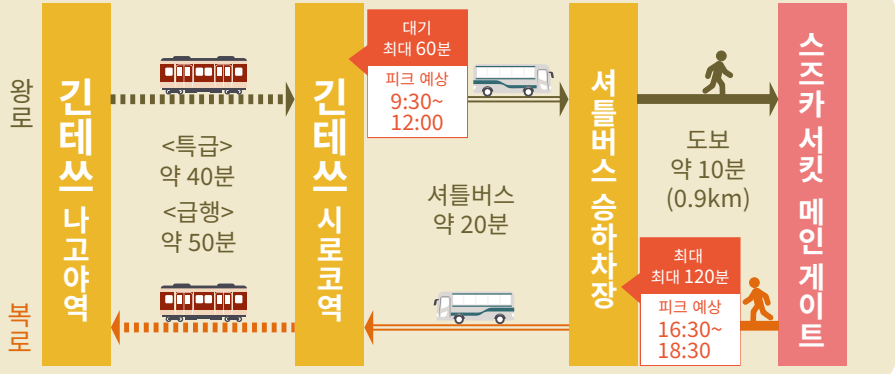 왕로
긴테쓰 나고야역
<특급>
약 40분
<급행>
약 50분
긴테쓰 시로코역
대기
최대 60분
피크 예상
9:30~
12:00
셔틀버스
약 20분
셔틀버스 승하차장
도보
약 10분
(0.9km)
최대
최대 120분
피크 예상
16:30~
18:30
스즈카 서킷 메인 게이트
복로